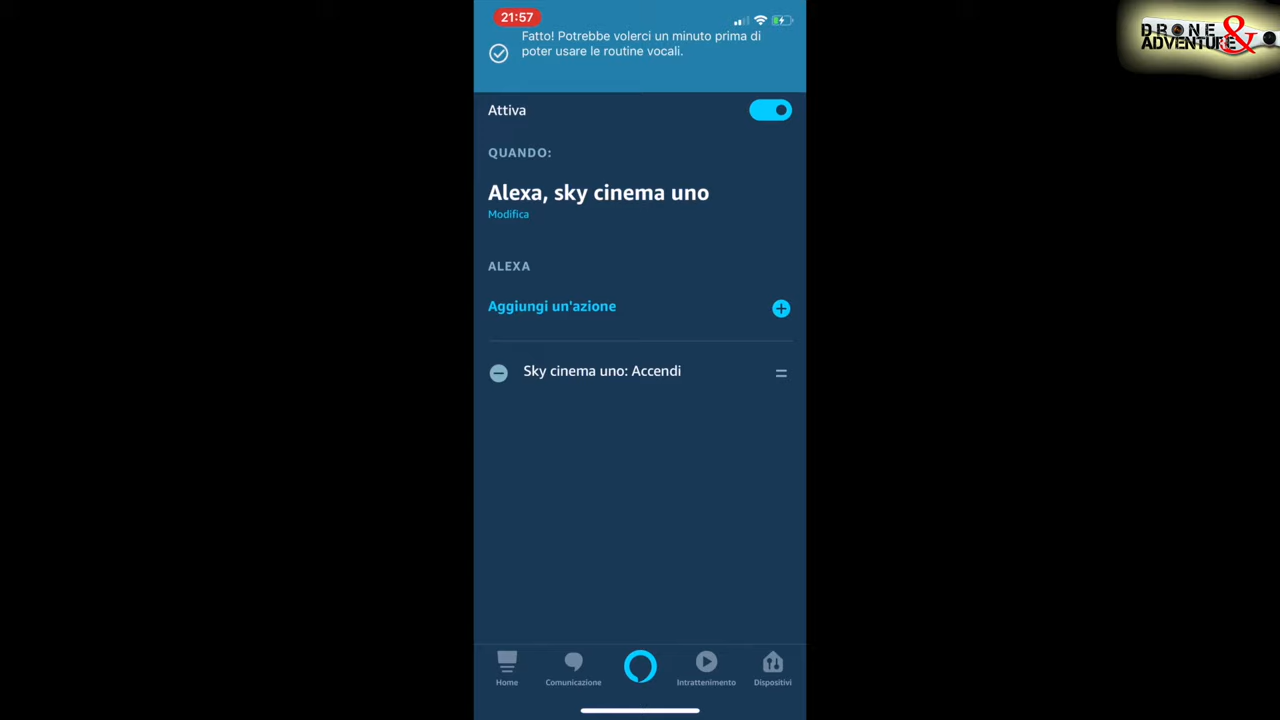 21:57
Fatto! Potrebbe volerci un minuto prima di
poter usare le routine vocali.
DRONE &
ADVENTURE
Attiva
QUANDO:
Alexa, sky cinema uno
Modifica
ALEXA
Aggiungi un'azione
Sky cinema uno: Accendi
Home
Comunicazione
Intrattenimento
Dispositivi